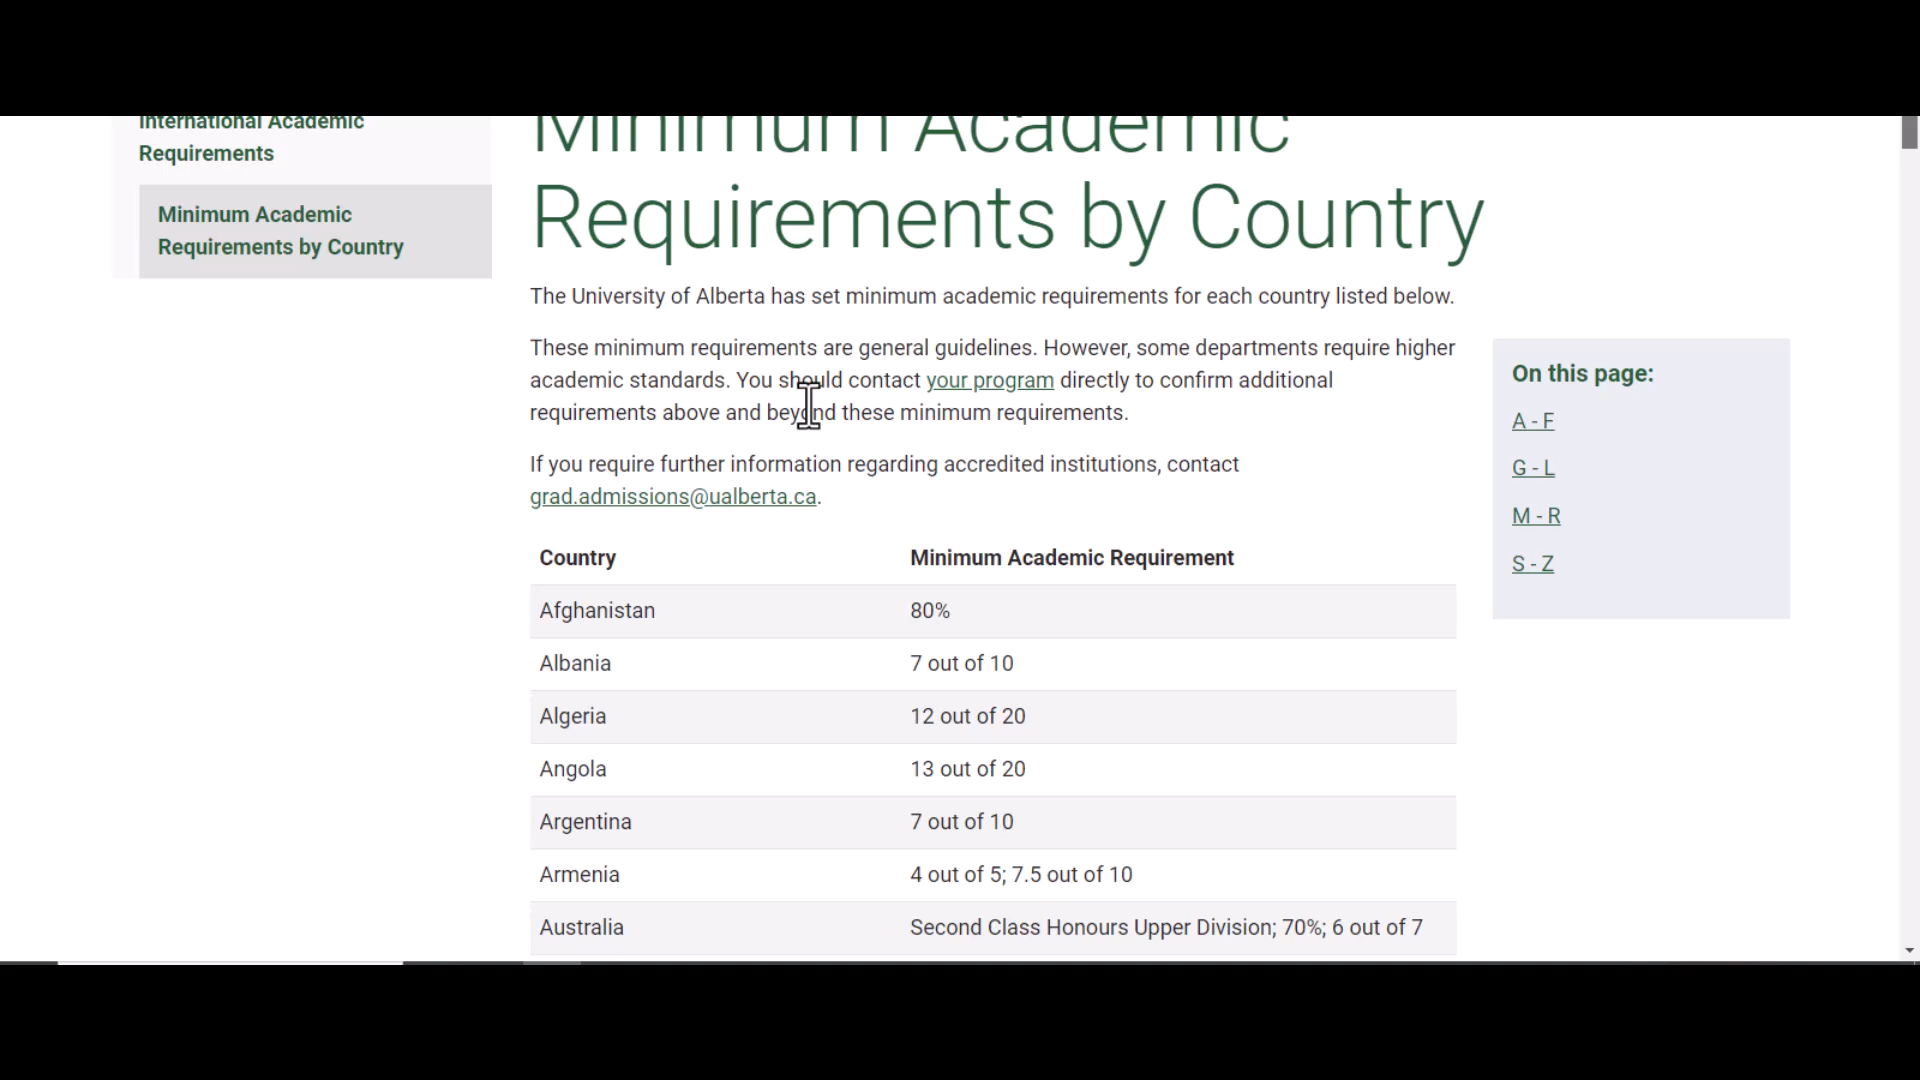 International Academic
Requirements
Minimum Academic
Requirements by Country
Minimum Academic
Requirements by Country
The University of Alberta has set minimum academic requirements for each country listed below.
These minimum requirements are general guidelines. However, some departments require higher
academic standards. You should contact your program directly to confirm additional
requirements above and beyond these minimum requirements.
If you require further information regarding accredited institutions, contact
grad.admissions@ualberta.ca.
Country Minimum Academic Requirement
Afghanistan 80%
Albania 7 out of 10
Algeria 12 out of 20
Angola 13 out of 20
Argentina 7 out of 10
Armenia 4 out of 5; 7.5 out of 10
Australia Second Class Honours Upper Division; 70%; 6 out of 7
On this page:
A - F
G - L
M - R
S - Z